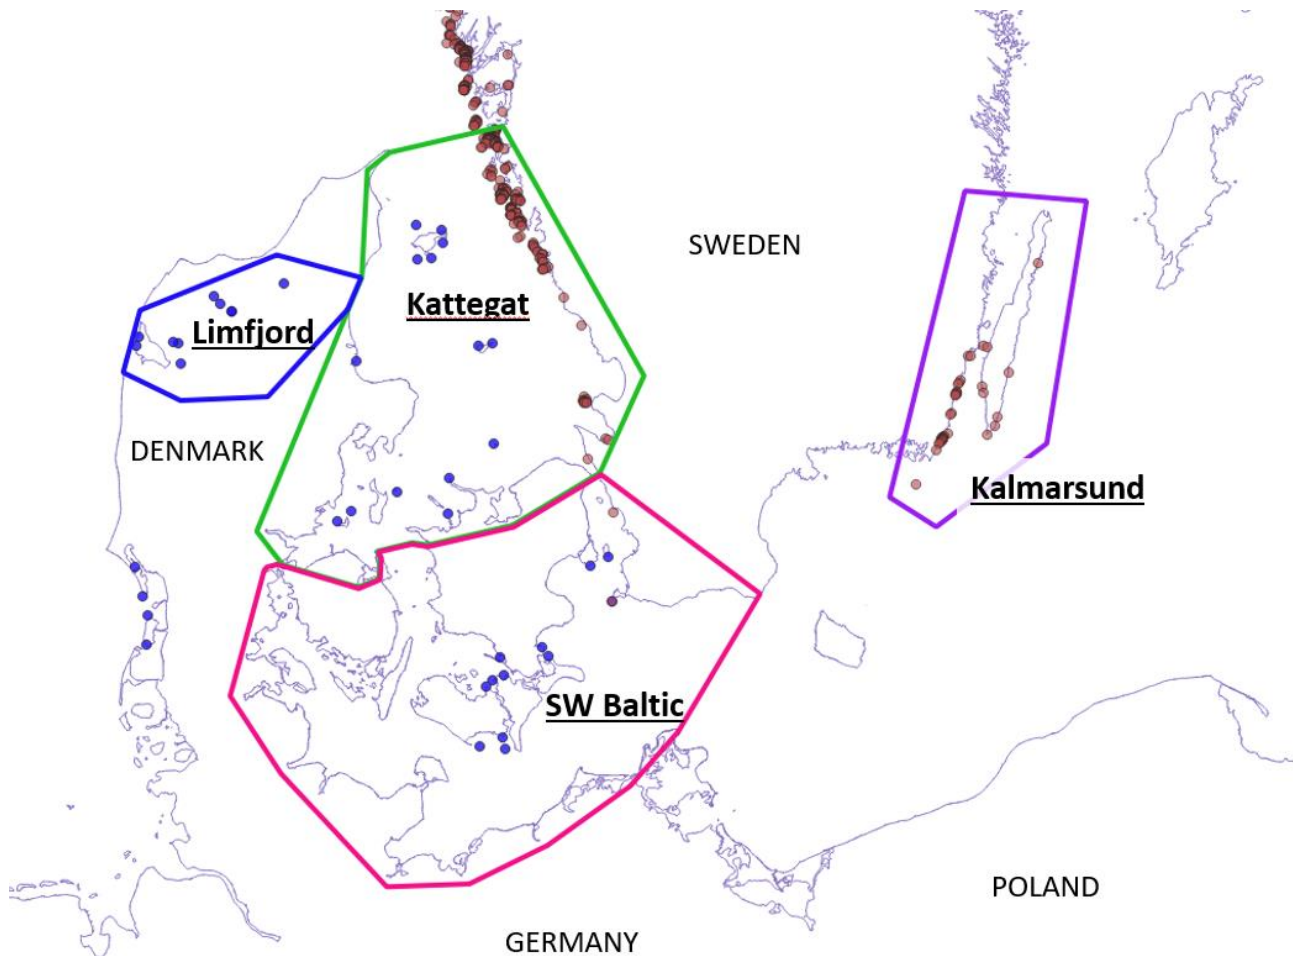 SWEDEN
Kattegat
Limfjord
DENMARK
Kalmarsund
SW Baltic
POLAND
GERMANY